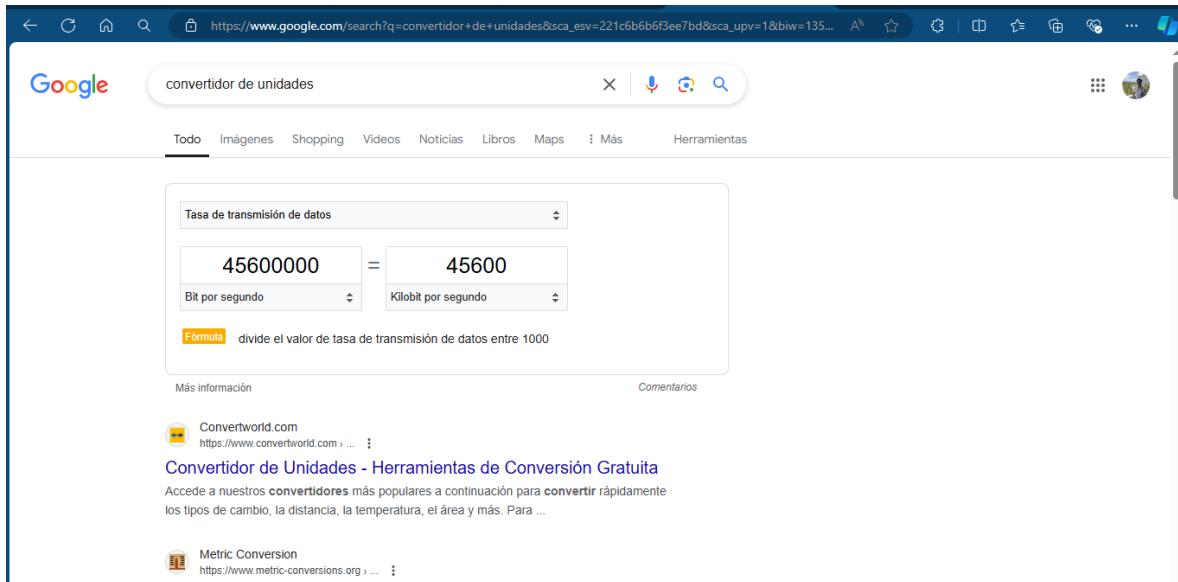 https://www.google.com/search?q=convertidor+de+unidades&sca_esv=221c6b6b6f3ee7bd&sca_upv=1&biw=135...
Google
convertidor de unidades
Todo Imágenes Shopping Videos Noticias Libros Maps Más Herramientas
Tasa de transmisión de datos
45600000 = 45600
Bit por segundo Kilobit por segundo
Fórmula divide el valor de tasa de transmisión de datos entre 1000
Más información Comentarios
Convertworld.com
https://www.convertworld.com › ...
Convertidor de Unidades - Herramientas de Conversión Gratuita
Accede a nuestros convertidores más populares a continuación para convertir rápidamente
los tipos de cambio, la distancia, la temperatura, el área y más. Para ...
Metric Conversion
https://www.metric-conversions.org › ...